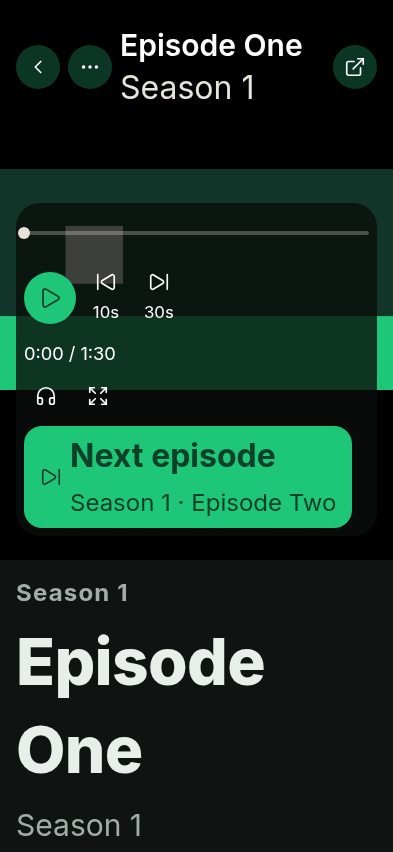 Episode One
Season 1
10s
30s
0:00 / 1:30
Next episode
Season 1 · Episode Two
Season 1
Episode
One
Season 1